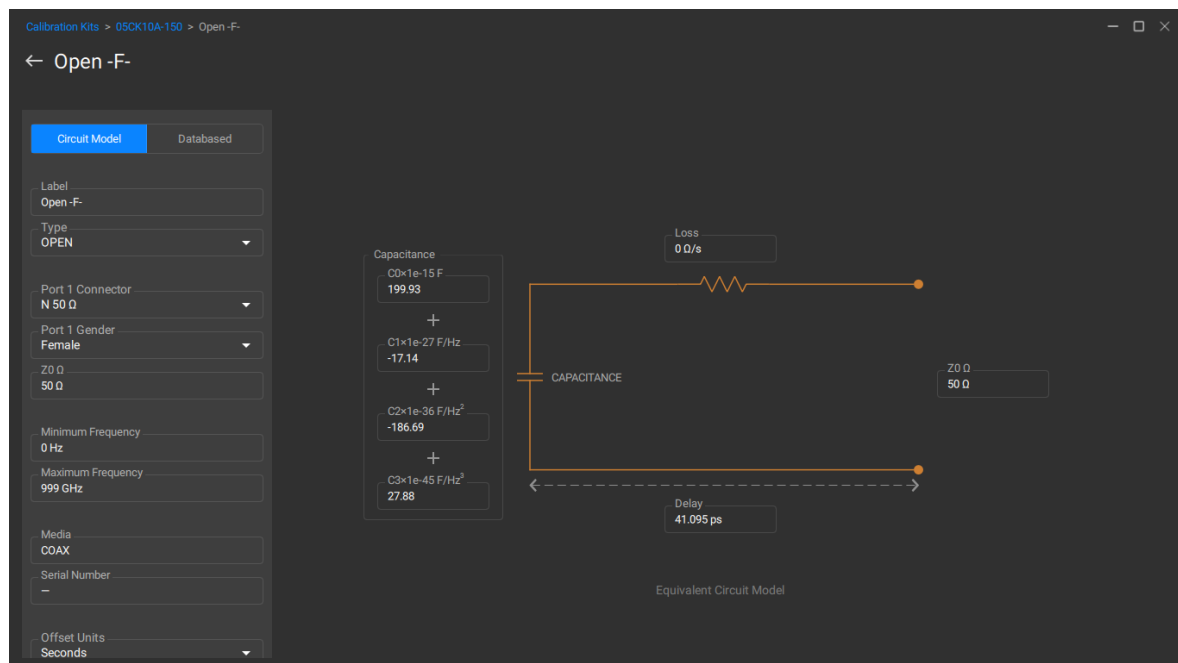 Calibration Kits > 05CK10A-150 > Open -F-
← Open -F-
Circuit Model
Databased
Label
Open -F-
Type
OPEN
Port 1 Connector
N 50 Ω
Port 1 Gender
Female
Z0 Ω
50 Ω
Minimum Frequency
0 Hz
Maximum Frequency
999 GHz
Media
COAX
Serial Number
—
Offset Units
Seconds
Capacitance
C0×1e-15 F
199.93
+
C1×1e-27 F/Hz
-17.14
+
C2×1e-36 F/Hz²
-186.69
+
C3×1e-45 F/Hz³
27.88
Loss
0 Ω/s
CAPACITANCE
Z0 Ω
50 Ω
Delay
41.095 ps
Equivalent Circuit Model